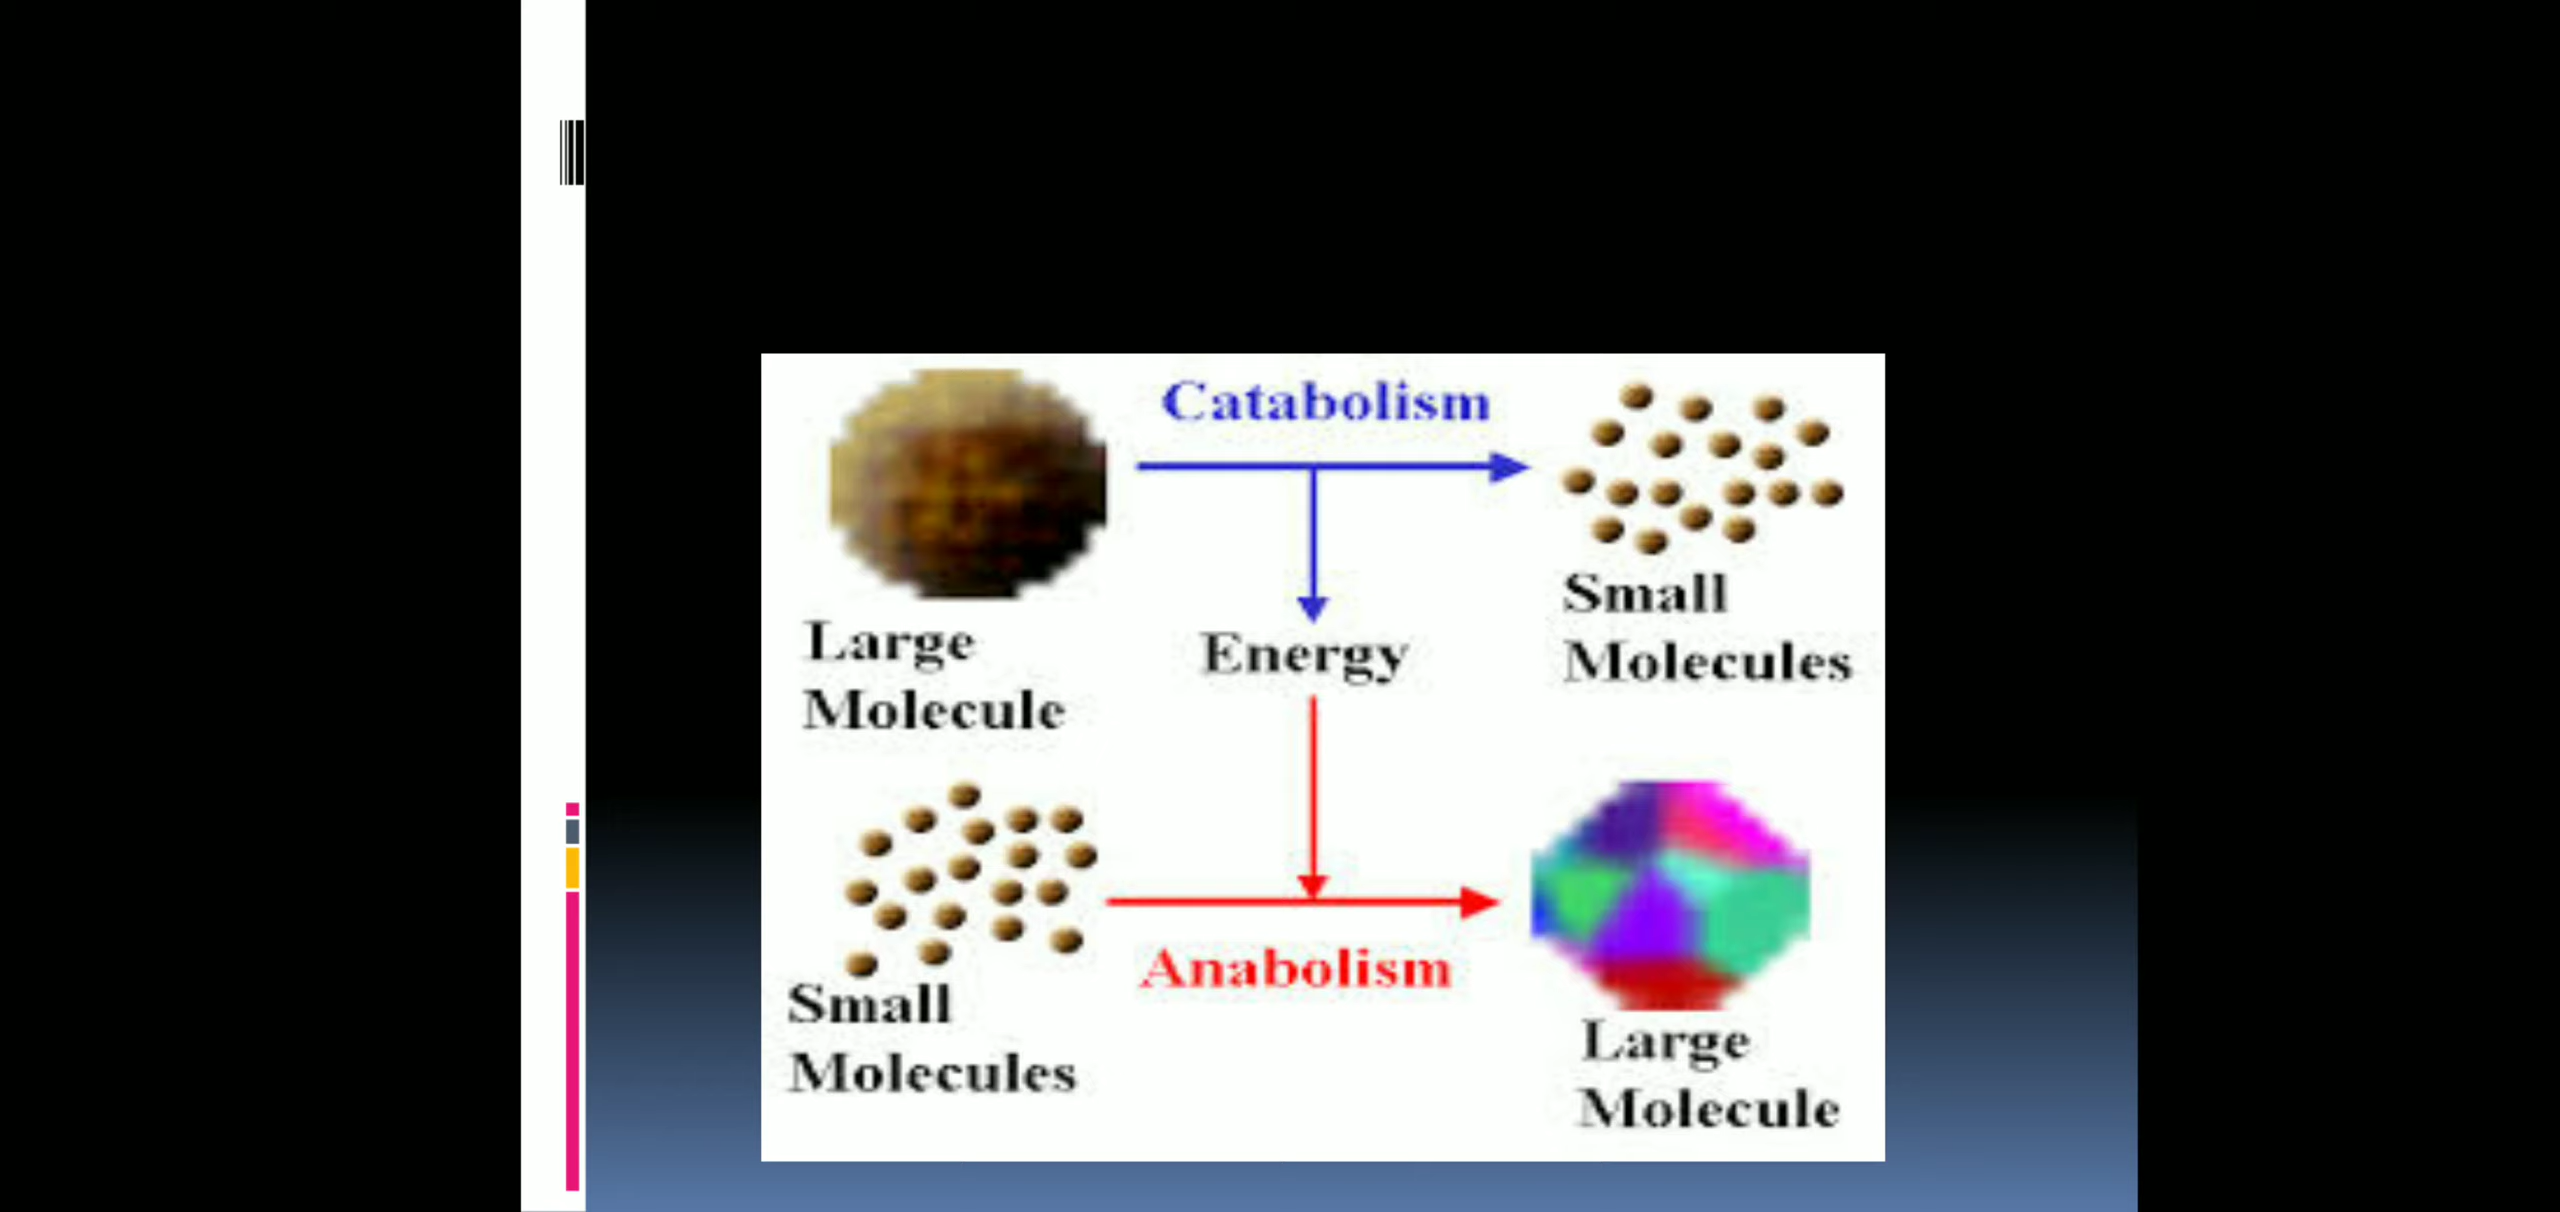 Catabolism
Small
Molecules
Large
Molecule
Energy
Small
Molecules
Anabolism
Large
Molecule